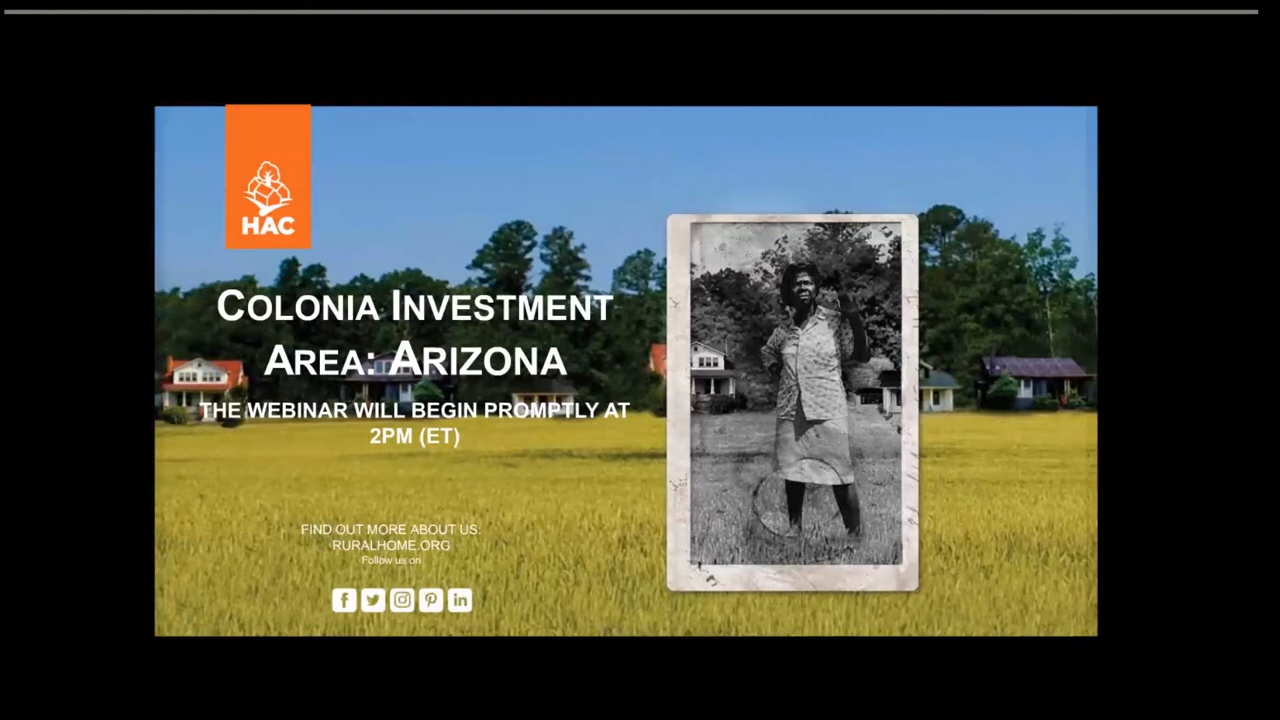 HAC
COLONIA INVESTMENT
AREA: ARIZONA
THE WEBINAR WILL BEGIN PROMPTLY AT
2PM (ET)
FIND OUT MORE ABOUT US:
RURALHOME.ORG
Follow us on